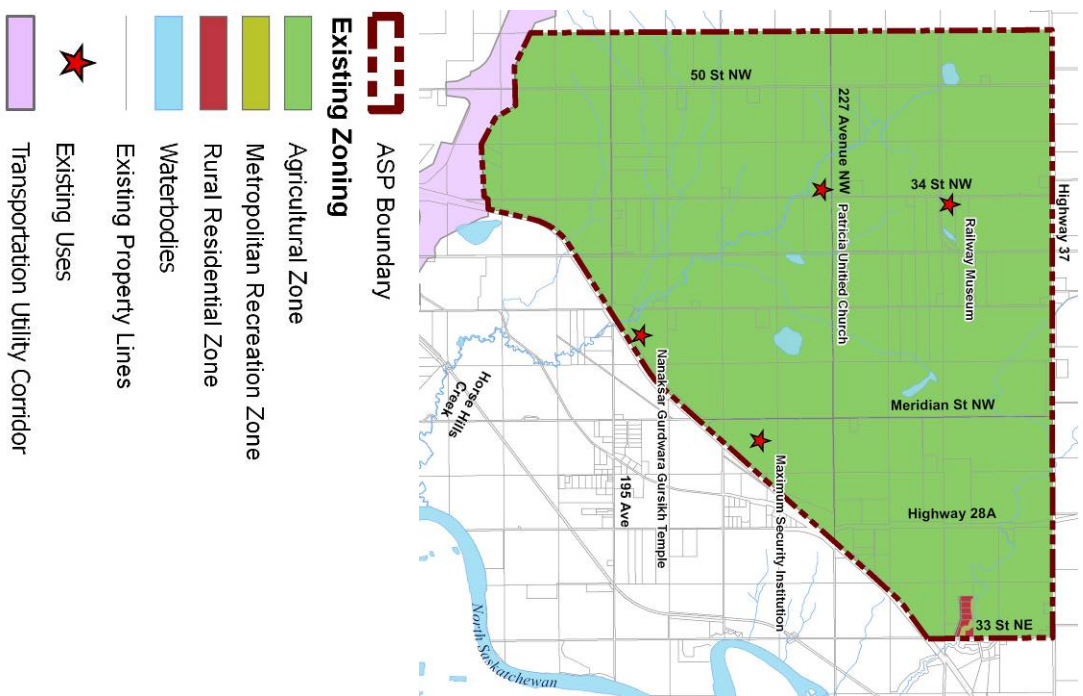 ASP Boundary
Existing Zoning
Agricultural Zone
Metropolitan Recreation Zone
Rural Residential Zone
Waterbodies
Existing Property Lines
Existing Uses
Transportation Utility Corridor
50 St NW
227 Avenue NW
34 St NW
Highway 37
Railway Museum
Patricia Unitied Church
Nanaksar Gurdwara Gursikh Temple
Meridian St NW
Maximum Security Institution
Highway 28A
33 St NE
195 Ave
Horse Hills
Creek
North Saskatchewan